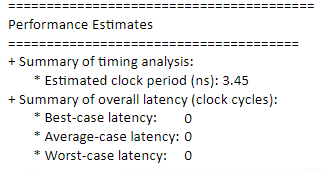 ========================================
Performance Estimates
======================================
+ Summary of timing analysis:
* Estimated clock period (ns): 3.45
+ Summary of overall latency (clock cycles):
* Best-case latency: 0
* Average-case latency: 0
* Worst-case latency: 0